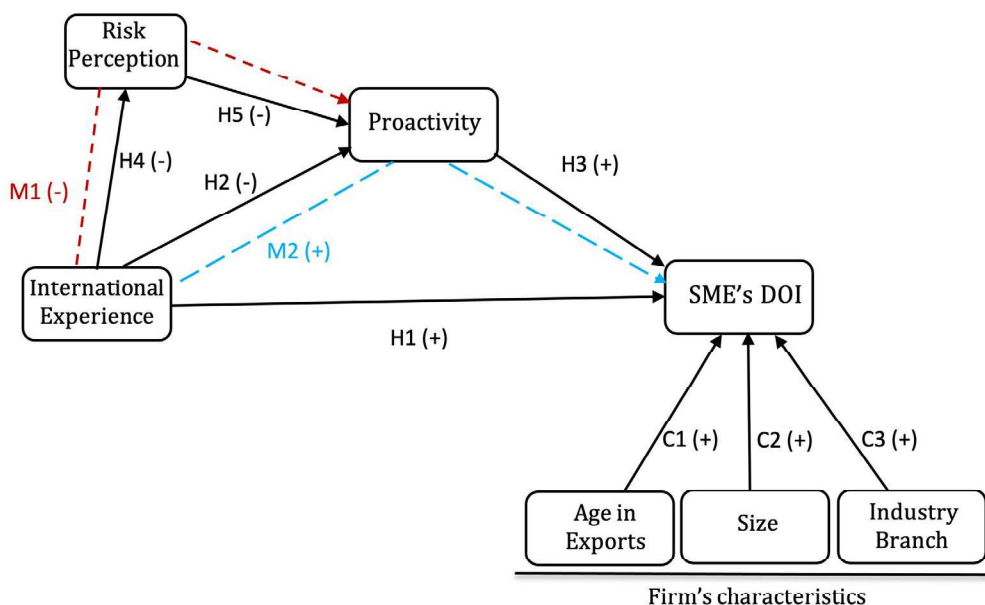 Risk
Perception
H5 (-)
Proactivity
H4 (-)
H2 (-)
H3 (+)
M1 (-)
M2 (+)
International
Experience
SME's DOI
H1 (+)
C1 (+)
C2 (+)
C3 (+)
Age in
Exports
Size
Industry
Branch
Firm's characteristics